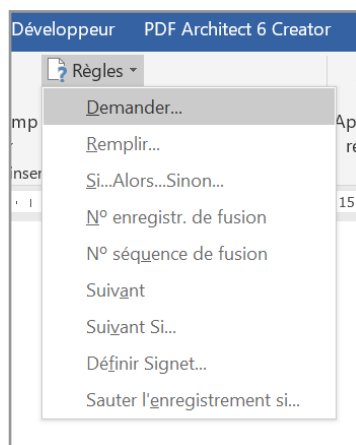 Développeur PDF Architect 6 Creator
Règles
Demander...
Remplir...
Si...Alors...Sinon...
Nº enregistr. de fusion
Nº séquence de fusion
Suivant
Suivant Si...
Définir Signet...
Sauter l'enregistrement si...
15